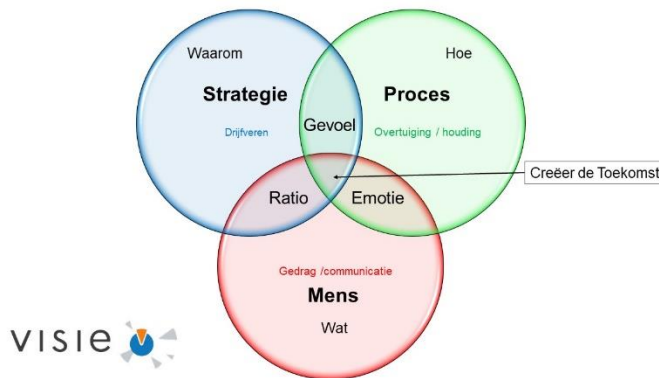 Waarom
Hoe
Strategie
Proces
Gevoel
Drijfveren
Overtuiging / houding
Creëer de Toekomst
Ratio
Emotie
Gedrag /communicatie
Mens
Wat
VISIE